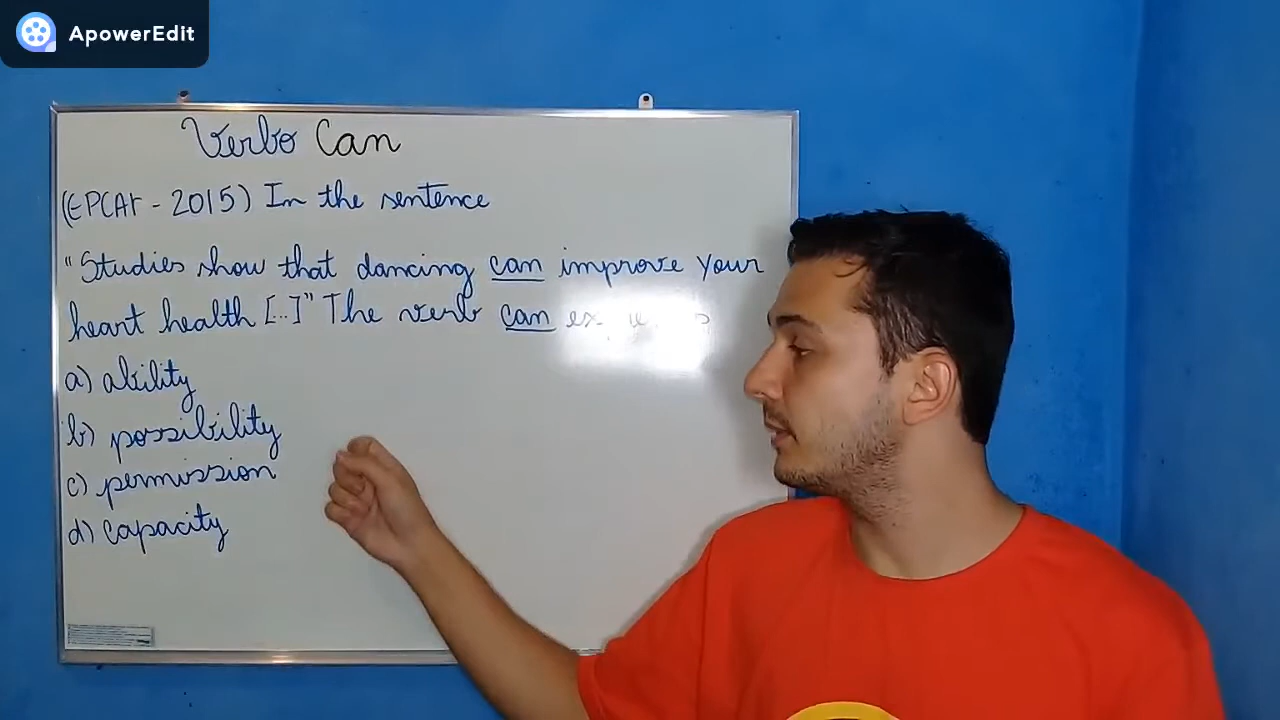 ApowerEdit
Verbo Can
(EPCAr - 2015) In the sentence
"Studies show that dancing can improve your
heart health [...]" The verb can
a) ability
b) possibility
c) permission
d) capacity